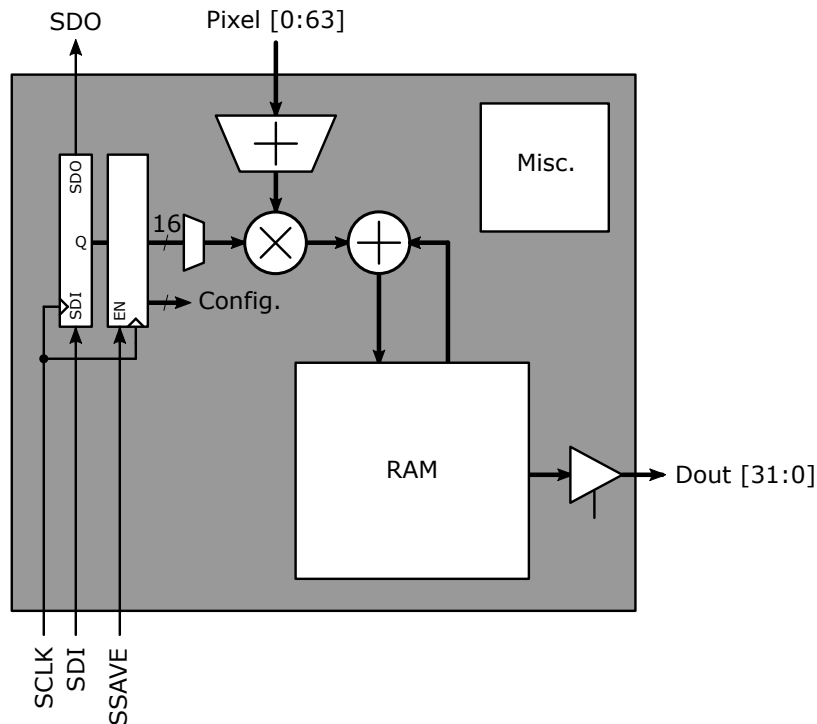 SDO
Pixel [0:63]
Misc.
SDO
16
Q
SDI
EN
Config.
RAM
Dout [31:0]
SCLK
SDI
SSAVE